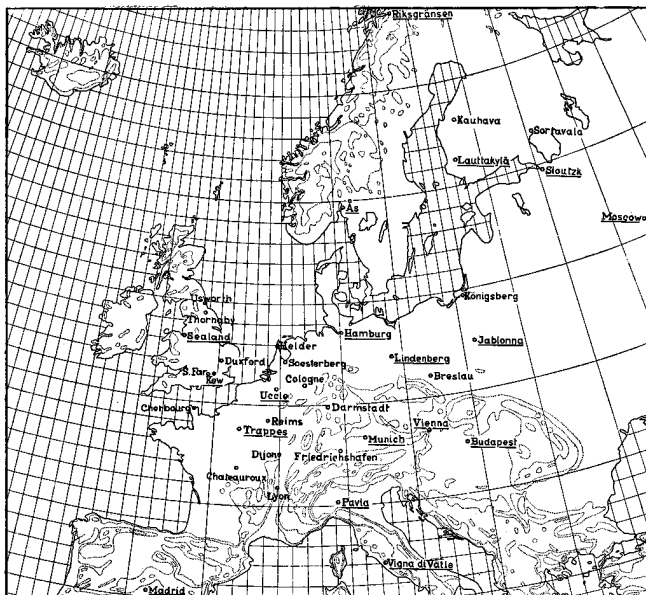 Riksgränsen
Kauhava
Sortavala
Lauttakylä
Sloutzk
Moscow
Ås
Usworth
Thornaby
Sealand
Königsberg
Hamburg
Jablonna
Helder
Duxford
Soesterberg
Lindenberg
S. Far.
Kew
Cologne
Breslau
Uccle
Cherbourg
Darmstadt
Reims
Trappes
Vienna
Munich
Budapest
Dijon
Friedrichshafen
Chateauroux
Lyon
Pavia
Vigna di Valle
Madrid